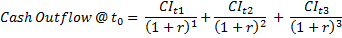 Cash Outflow @ t₀ = CIₜ₁/(1 + r)¹ + CIₜ₂/(1 + r)² + CIₜ₃/(1 + r)³